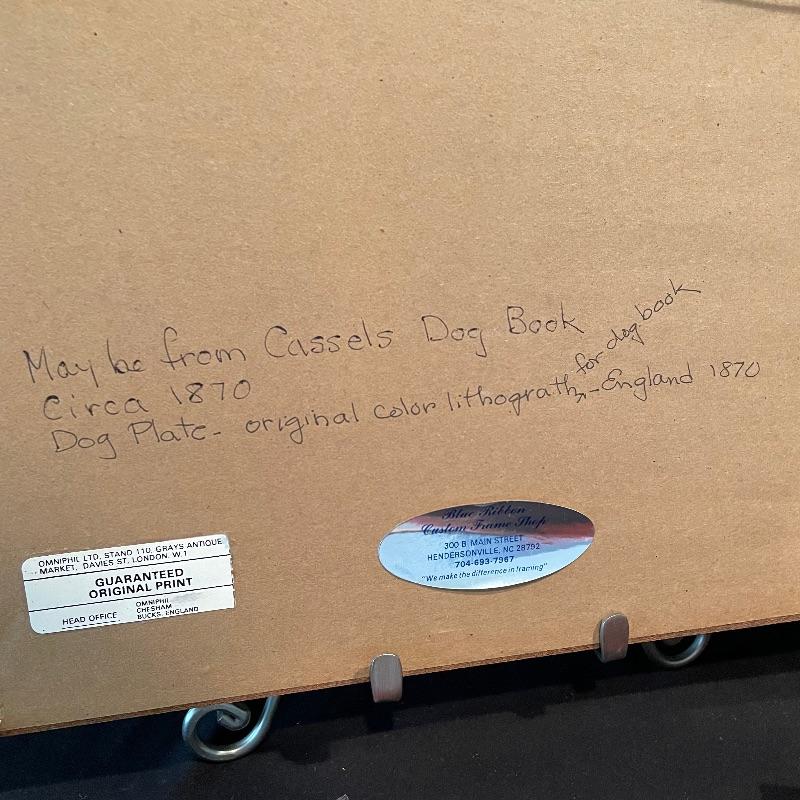 May be from Cassels Dog Book
Circa 1870
Dog Plate - original color lithograth, - England 1870
for dog book
OMNIPHIL LTD. STAND 110, GRAYS ANTIQUE
MARKET, DAVIES ST, LONDON. W.1
GUARANTEED
ORIGINAL PRINT
HEAD OFFICE
OMNIPHIL
CHESHAM
BUCKS. ENGLAND
Blue Ribbon
Custom Frame Shop
300 B. MAIN STREET
HENDERSONVILLE, NC 28792
704-693-7967
"We make the difference in framing"